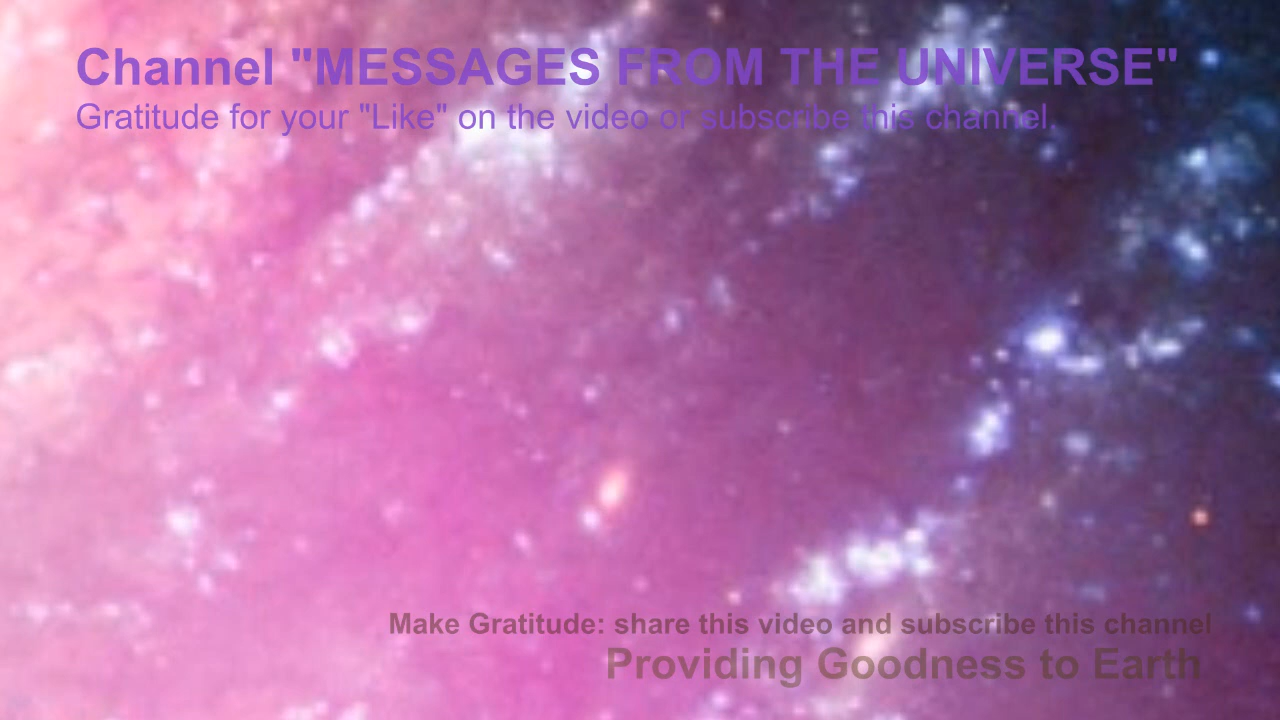 Channel "MESSAGES FROM THE UNIVERSE"
Gratitude for your "Like" on the video or subscribe this channel.
Make Gratitude: share this video and subscribe this channel
Providing Goodness to Earth